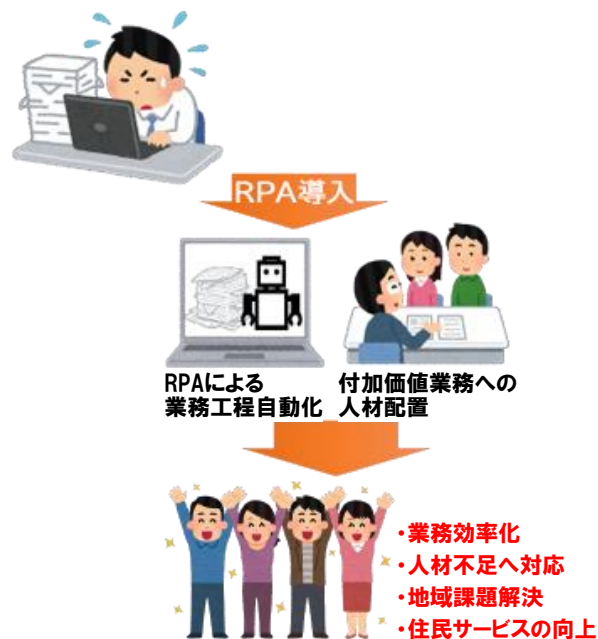 RPA導入
RPAによる
業務工程自動化
付加価値業務への
人材配置
・業務効率化
・人材不足へ対応
・地域課題解決
・住民サービスの向上